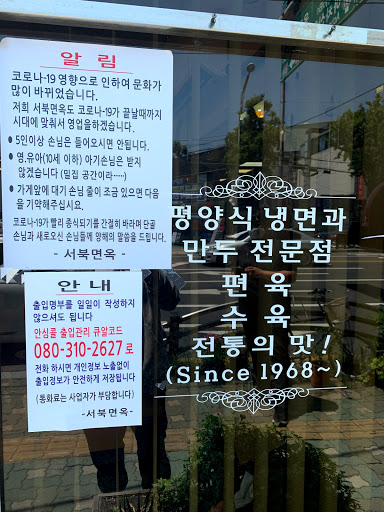 알 림
코로나-19 영향으로 인하여 문화가
많이 바뀌었습니다.
저희 서북면옥도 코로나-19가 끝날때까지
시대에 맞춰서 영업을하겠습니다.
● 5인이상 손님은 들어오시면 안됩니다.
● 영.유아(10세 이하) 아기손님은 받지
않겠습니다 (밀집 공간이라·····)
● 가게앞에 대기 손님 줄이 조금 있으면 다음
을 기약해주십시요.
코로나-19가 빨리 종식되기를 간절히 바라며 단골
손님과 새로오신 손님들께 양해의 말씀을 드립니다.
- 서북면옥 -
안 내
출입명부를 일일이 작성하지
않으셔도 됩니다
안심콜 출입관리 큐알코드
080-310-2627 로
전화 하시면 개인정보 노출없이
출입정보가 안전하게 저장됩니다
(통화료는 사업자가 부담합니다)
-서북면옥-
평양식 냉면과
만두 전문점
편 육
수 육
전통의 맛!
(Since 1968~)